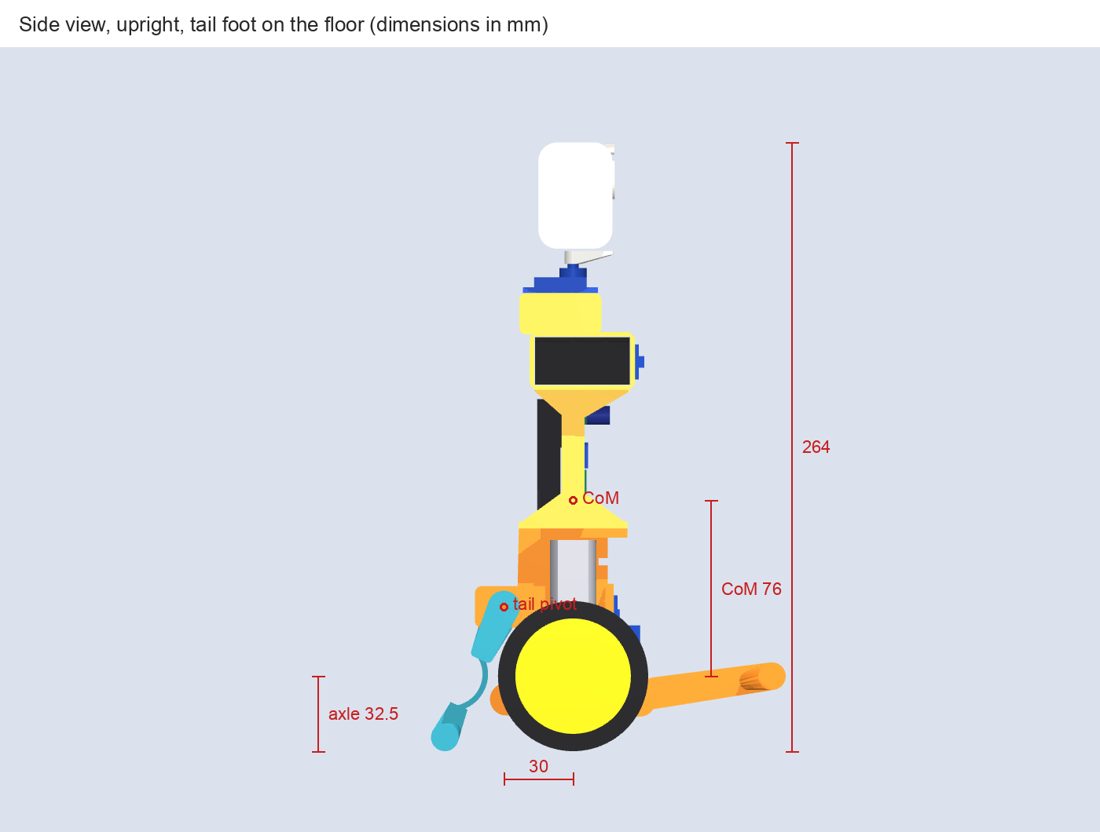 Side view, upright, tail foot on the floor (dimensions in mm)
264
CoM
CoM 76
tail pivot
axle 32.5
30